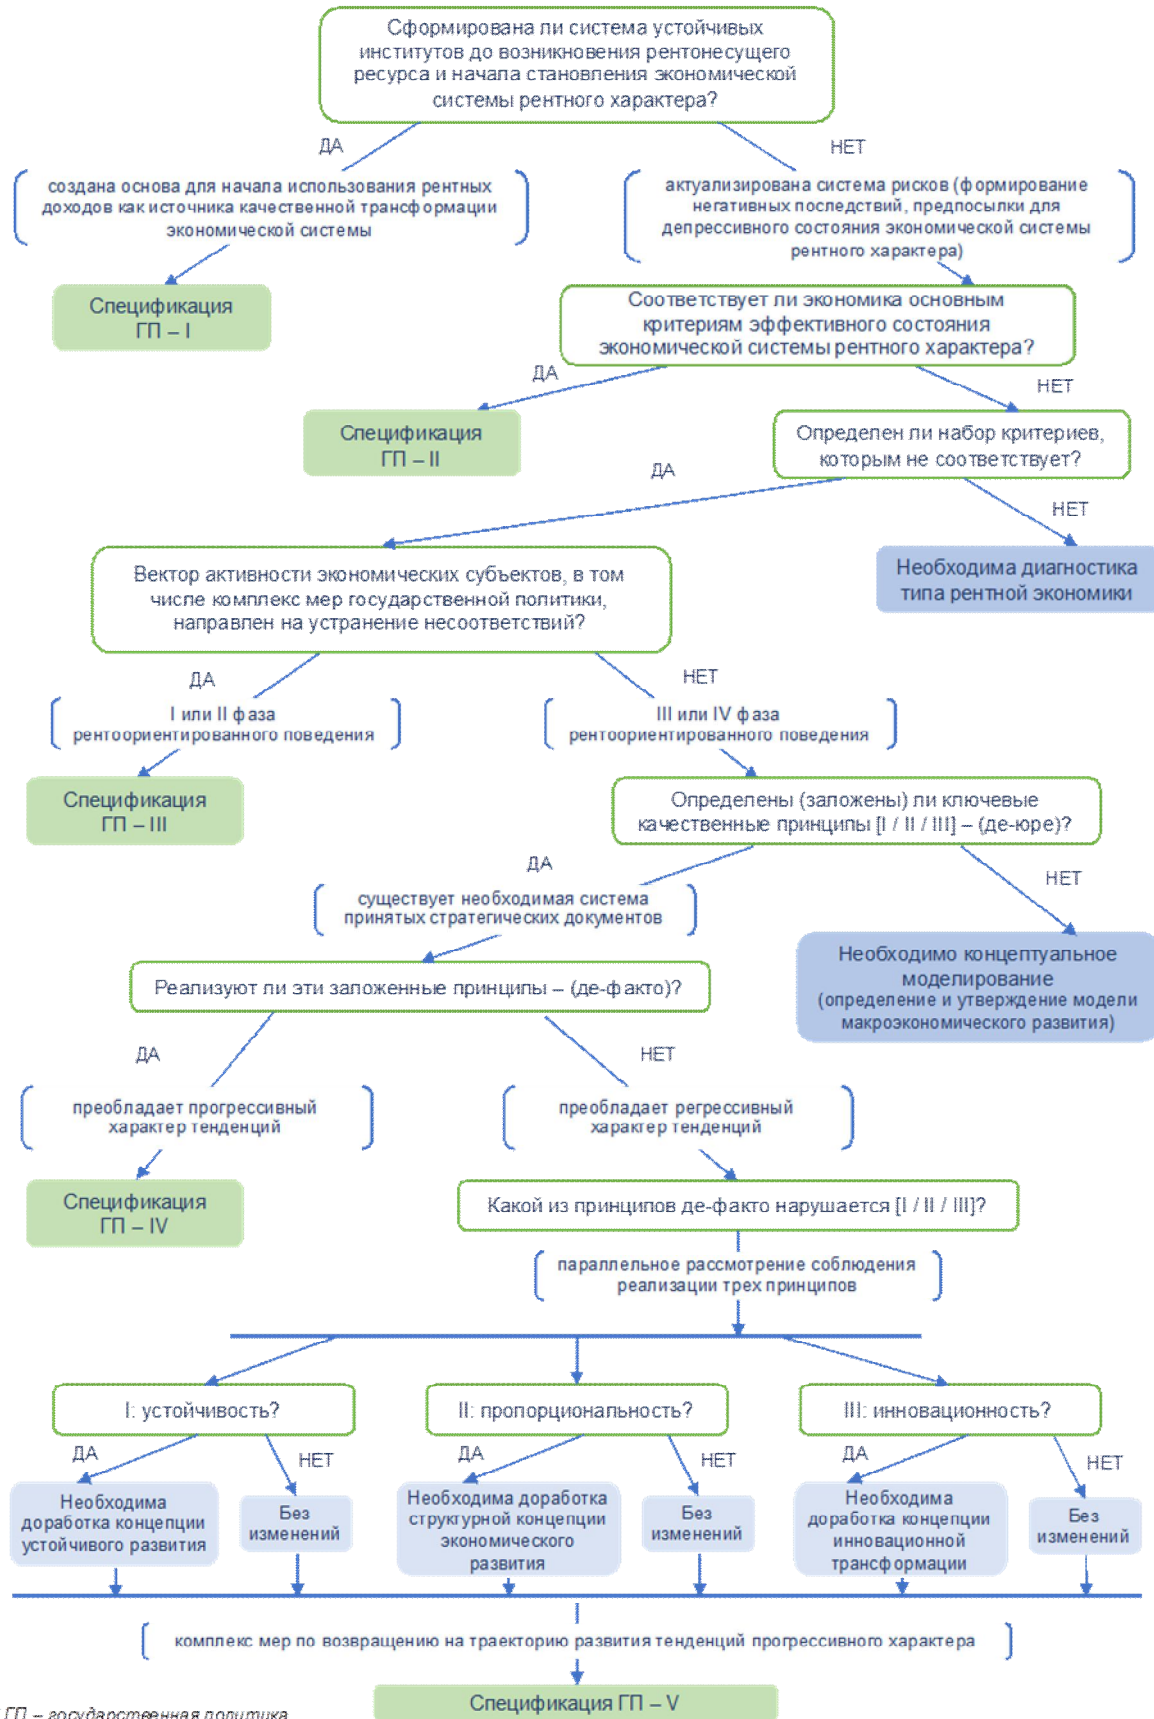 Сформирована ли система устойчивых
институтов до возникновения рентонесущего
ресурса и начала становления экономической
системы рентного характера?
ДА
НЕТ
создана основа для начала использования рентных
доходов как источника качественной трансформации
экономической системы
актуализирована система рисков (формирование
негативных последствий, предпосылки для
депрессивного состояния экономической системы
рентного характера)
Спецификация
ГП – I
Соответствует ли экономика основным
критериям эффективного состояния
экономической системы рентного характера?
ДА
НЕТ
Спецификация
ГП – II
Определен ли набор критериев,
которым не соответствует?
ДА
НЕТ
Вектор активности экономических субъектов, в том
числе комплекс мер государственной политики,
направлен на устранение несоответствий?
Необходима диагностика
типа рентной экономики
ДА
НЕТ
I или II фаза
рентоориентированного поведения
III или IV фаза
рентоориентированного поведения
Спецификация
ГП – III
Определены (заложены) ли ключевые
качественные принципы [I / II / III] – (де-юре)?
ДА
НЕТ
существует необходимая система
принятых стратегических документов
Необходимо концептуальное
моделирование
(определение и утверждение модели
макроэкономического развития)
Реализуют ли эти заложенные принципы – (де-факто)?
ДА
НЕТ
преобладает прогрессивный
характер тенденций
преобладает регрессивный
характер тенденций
Спецификация
ГП – IV
Какой из принципов де-факто нарушается [I / II / III]?
параллельное рассмотрение соблюдения
реализации трех принципов
I: устойчивость?
II: пропорциональность?
III: инновационность?
ДА
НЕТ
ДА
НЕТ
ДА
НЕТ
Необходима
доработка концепции
устойчивого развития
Без
изменений
Необходима доработка
структурной концепции
экономического
развития
Без
изменений
Необходима
доработка концепции
инновационной
трансформации
Без
изменений
комплекс мер по возвращению на траекторию развития тенденций прогрессивного характера
Спецификация ГП – V
ГП – государственная политика